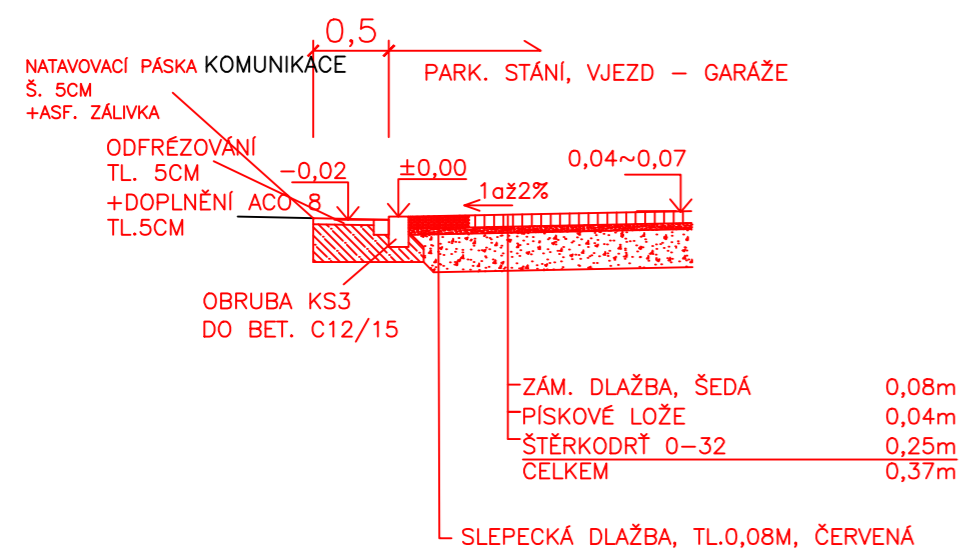 0,5
NATAVOVACÍ PÁSKA
Š. 5CM
+ASF. ZÁLIVKA
KOMUNIKACE
PARK. STÁNÍ, VJEZD – GARÁŽE
ODFRÉZOVÁNÍ
TL. 5CM
+DOPLNĚNÍ ACO 8
TL.5CM
-0,02
±0,00
0,04~0,07
1až2%
OBRUBA KS3
DO BET. C12/15
ZÁM. DLAŽBA, ŠEDÁ 0,08m
PÍSKOVÉ LOŽE 0,04m
ŠTĚRKODRŤ 0-32 0,25m
CELKEM 0,37m
SLEPECKÁ DLAŽBA, TL.0,08M, ČERVENÁ